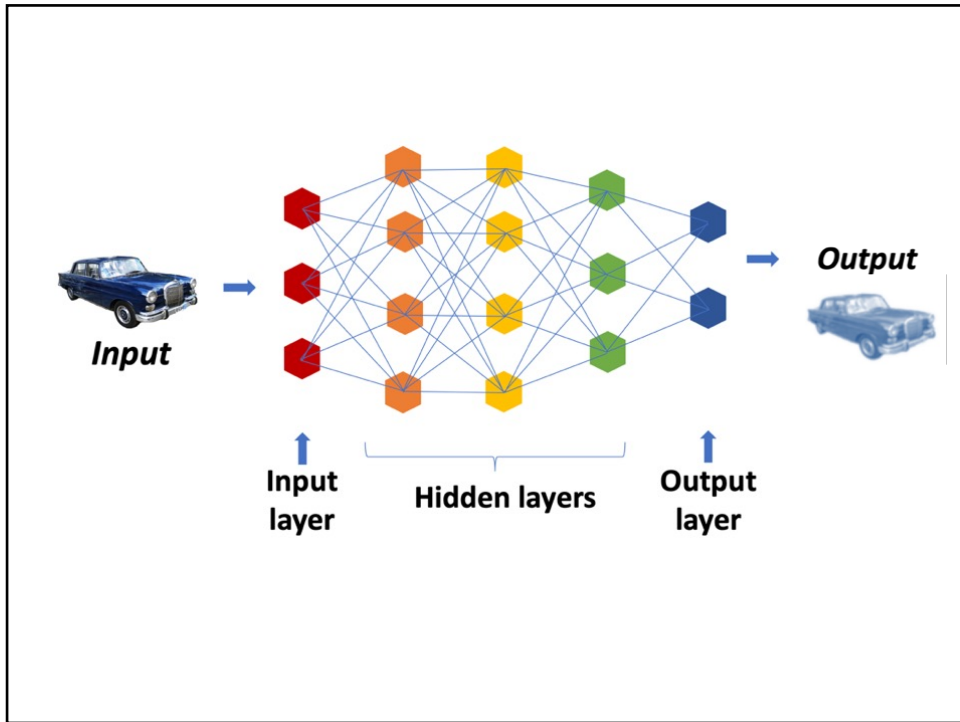 Input
Output
Input
layer
Hidden layers
Output
layer